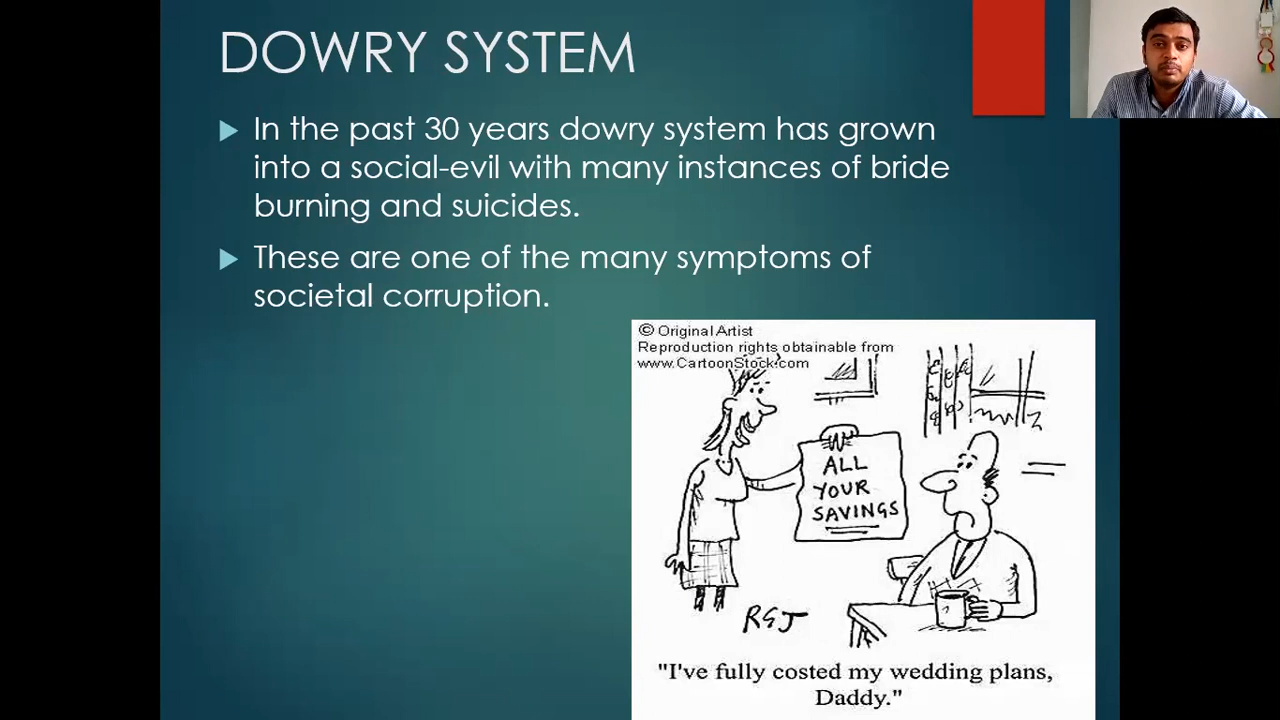 DOWRY SYSTEM
In the past 30 years dowry system has grown
into a social-evil with many instances of bride
burning and suicides.
These are one of the many symptoms of
societal corruption.
© Original Artist
Reproduction rights obtainable from
www.CartoonStock.com
ALL
YOUR
SAVINGS
RGJ
"I've fully costed my wedding plans,
Daddy."